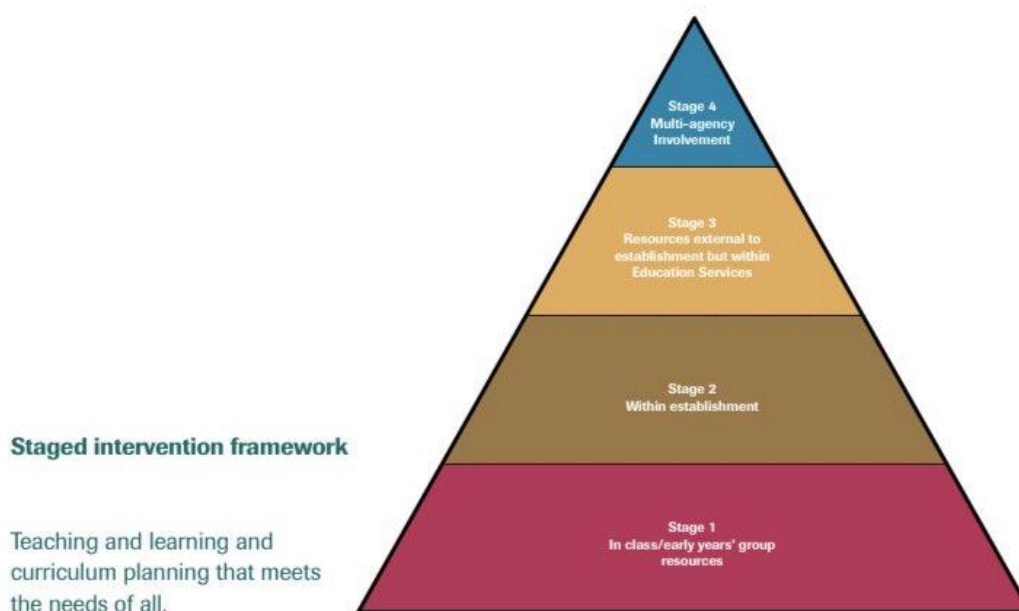 Stage 4
Multi-agency
Involvement
Stage 3
Resources external to
establishment but within
Education Services
Stage 2
Within establishment
Staged intervention framework
Stage 1
In class/early years' group
resources
Teaching and learning and
curriculum planning that meets
the needs of all.